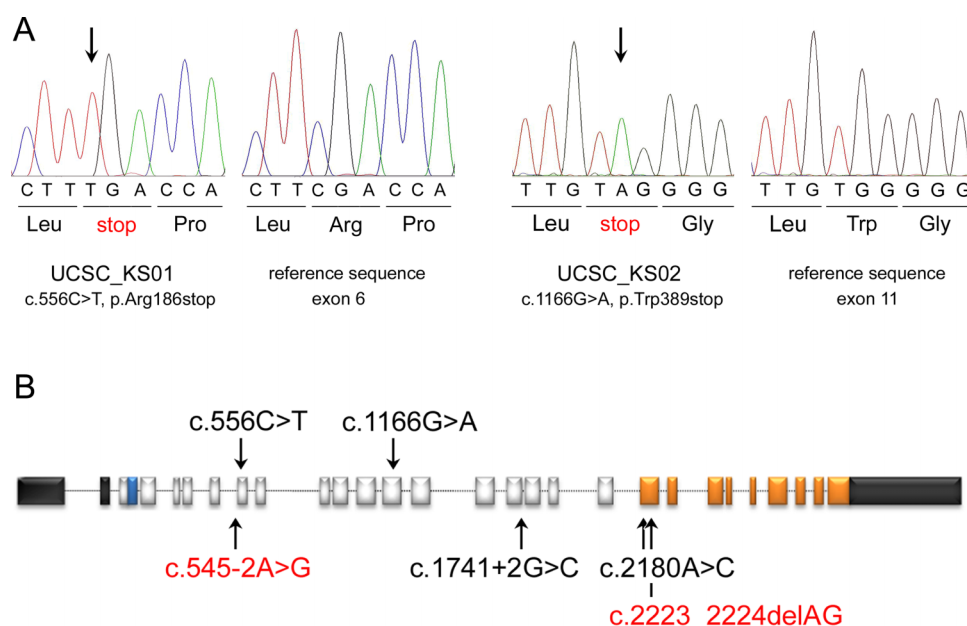 A
C T T T G A C C A
C T T C G A C C A
T T G T A G G G G
T T G T G G G G G
Leu stop Pro
Leu Arg Pro
Leu stop Gly
Leu Trp Gly
UCSC_KS01
c.556C>T, p.Arg186stop
reference sequence
exon 6
UCSC_KS02
c.1166G>A, p.Trp389stop
reference sequence
exon 11
B
c.556C>T
c.1166G>A
c.545-2A>G
c.1741+2G>C
c.2180A>C
c.2223 2224delAG